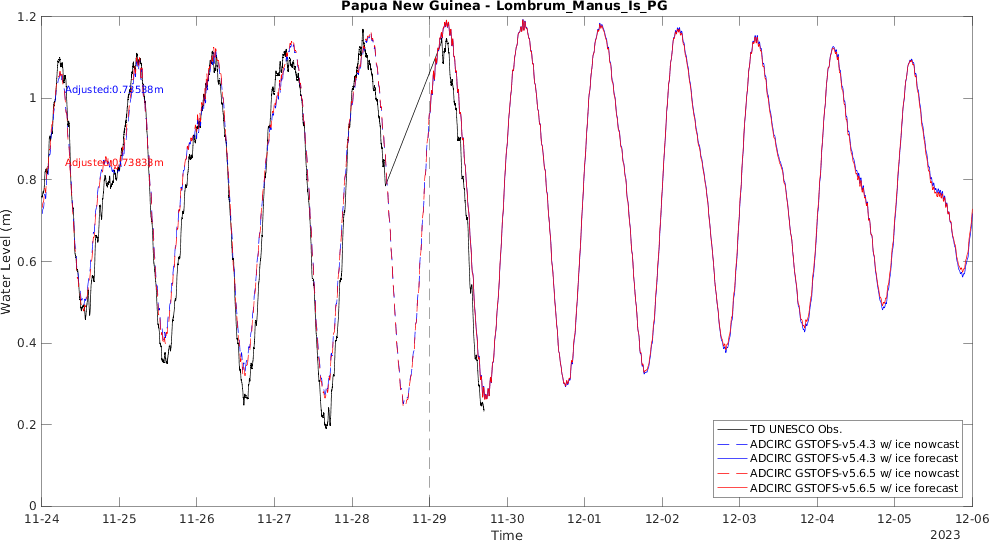 Papua New Guinea - Lombrum_Manus_Is_PG
1.2
1
0.8
0.6
0.4
0.2
0
Water Level (m)
Adjusted:0.73538m
Adjusted:0.73833m
TD UNESCO Obs.
ADCIRC GSTOFS-v5.4.3 w/ ice nowcast
ADCIRC GSTOFS-v5.4.3 w/ ice forecast
ADCIRC GSTOFS-v5.6.5 w/ ice nowcast
ADCIRC GSTOFS-v5.6.5 w/ ice forecast
11-24 11-25 11-26 11-27 11-28 11-29 11-30 12-01 12-02 12-03 12-04 12-05 12-06
Time
2023